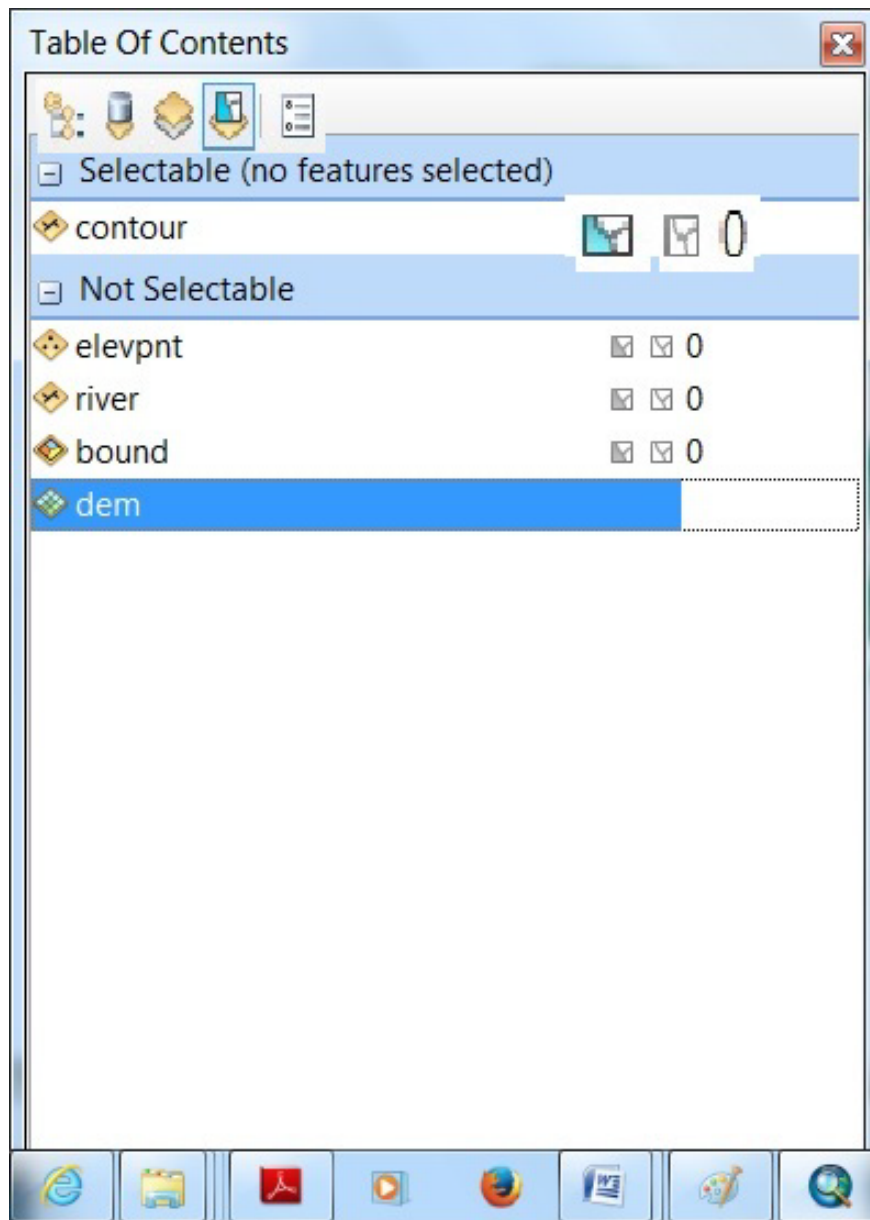 Table Of Contents
Selectable (no features selected)
contour 0
Not Selectable
elevpnt 0
river 0
bound 0
dem